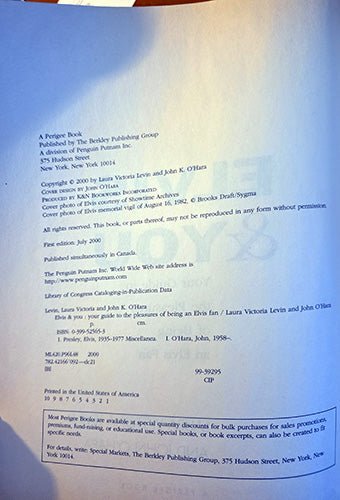 A Perigee Book
Published by The Berkley Publishing Group
A division of Penguin Putnam Inc.
375 Hudson Street
New York, New York 10014
Copyright © 2000 by Laura Victoria Levin and John K. O'Hara
Cover design by John O'Hara
Produced by K&N Bookworks Incorporated
Cover photo of Elvis courtesy of Showtime Archives
Cover photo of Elvis memorial vigil of August 16, 1982, © Brooks Draft/Sygma
All rights reserved. This book, or parts thereof, may not be reproduced in any form without permission.
First edition: July 2000
Published simultaneously in Canada.
The Penguin Putnam Inc. World Wide Web site address is
http://www.penguinputnam.com
Library of Congress Cataloging-in-Publication Data
Levin, Laura Victoria and John K. O'Hara
Elvis & you : your guide to the pleasures of being an Elvis fan / Laura Victoria Levin and John O'Hara
p. cm.
ISBN: 0-399-52565-3
1. Presley, Elvis, 1935-1977 Miscellanea. I. O'Hara, John, 1958–.
ML420.P96L48 2000
782.42166'092—dc21
99-39295
CIP
Printed in the United States of America
10 9 8 7 6 5 4 3 2 1
Most Perigee Books are available at special quantity discounts for bulk purchases for sales promotions,
premiums, fund-raising, or educational use. Special books, or book excerpts, can also be created to fit
specific needs.
For details, write: Special Markets, The Berkley Publishing Group, 375 Hudson Street, New York, New
York 10014.